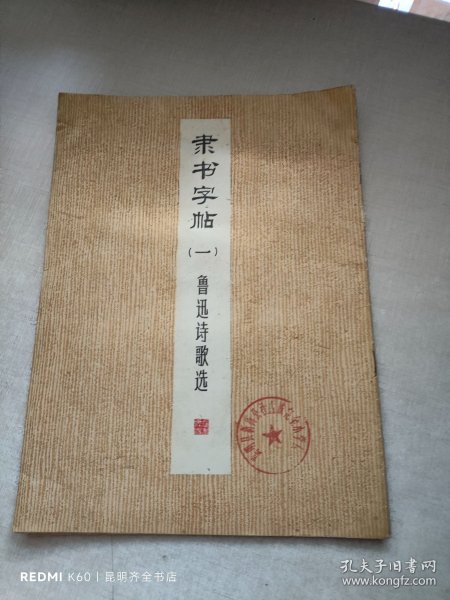 隶书字帖
（一）
鲁迅诗歌选
REDMI K60 | 昆明齐全书店
孔夫子旧书网
www.kongfz.com